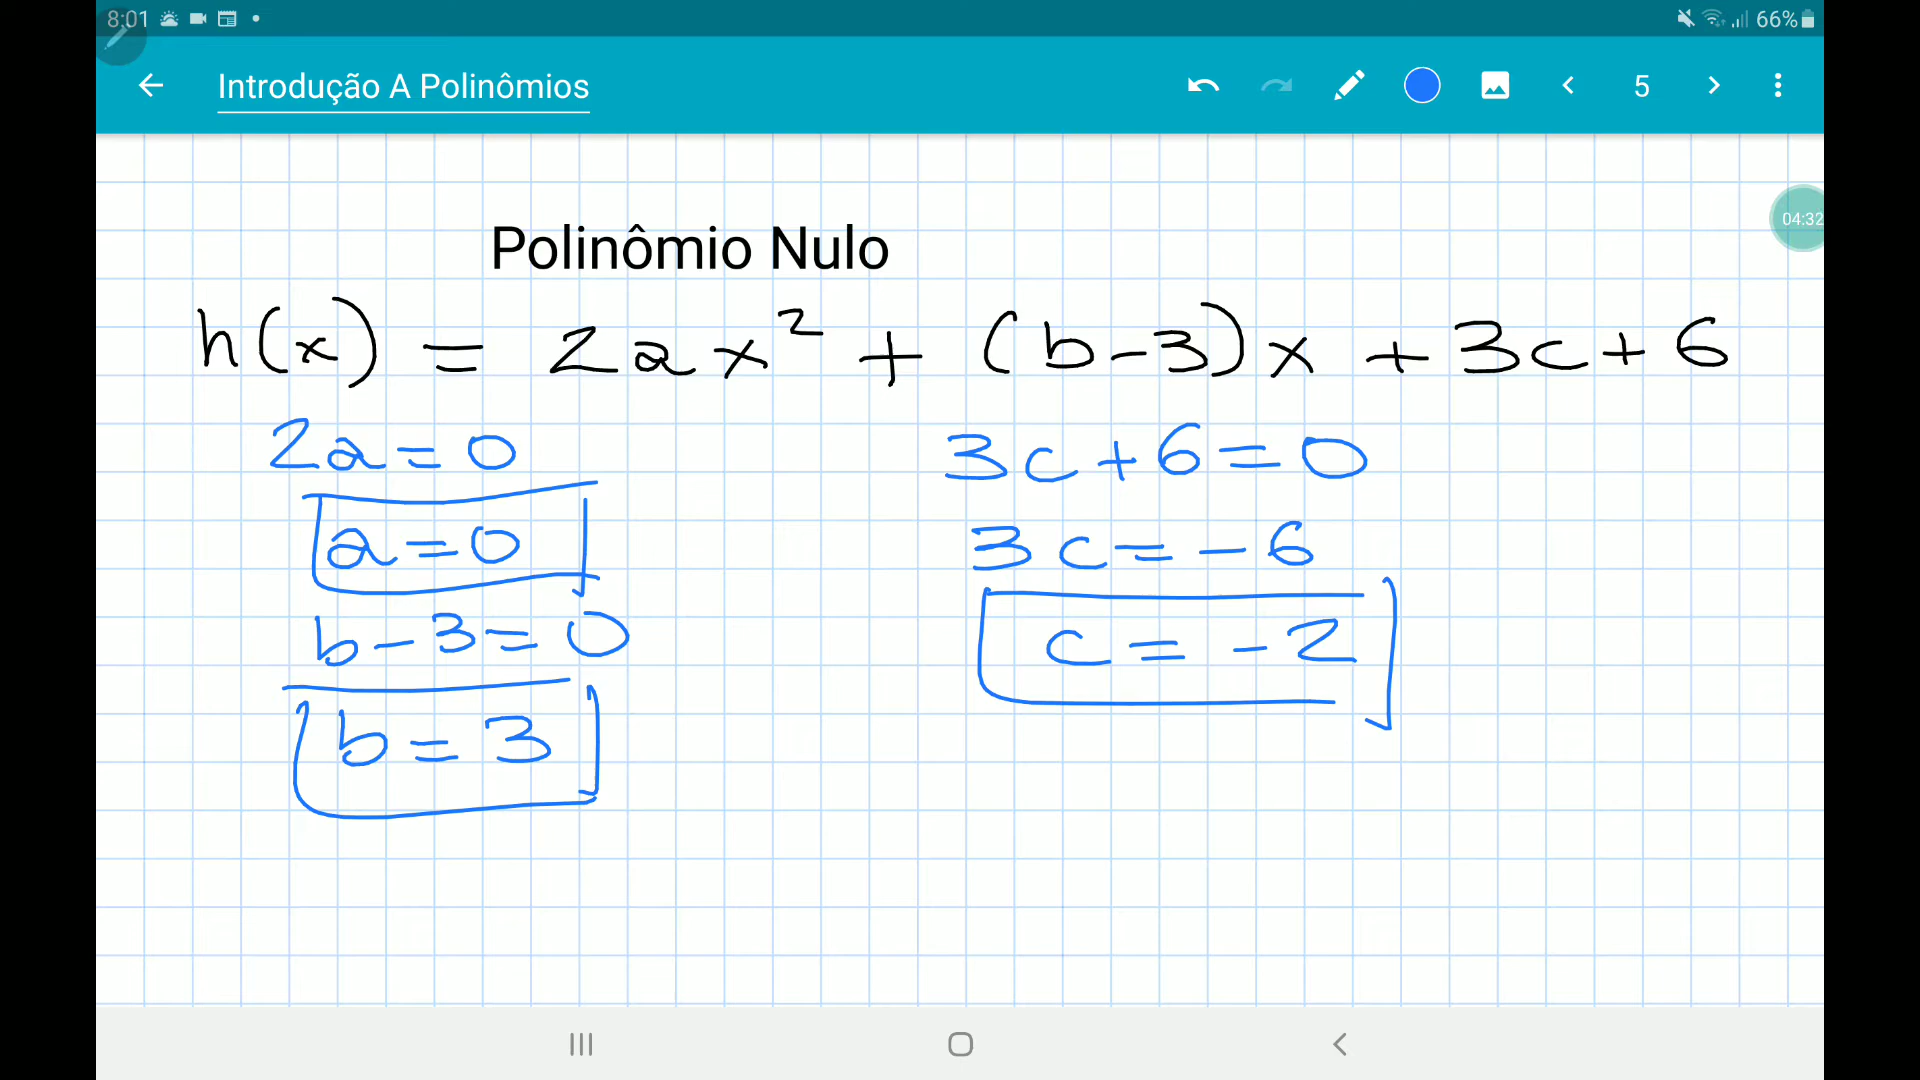 8:01 66%
Introdução A Polinômios 5
04:32
Polinômio Nulo
h(x) = 2ax² + (b-3)x + 3c + 6
2a = 0
a = 0
b - 3 = 0
b = 3
3c + 6 = 0
3c = - 6
c = - 2